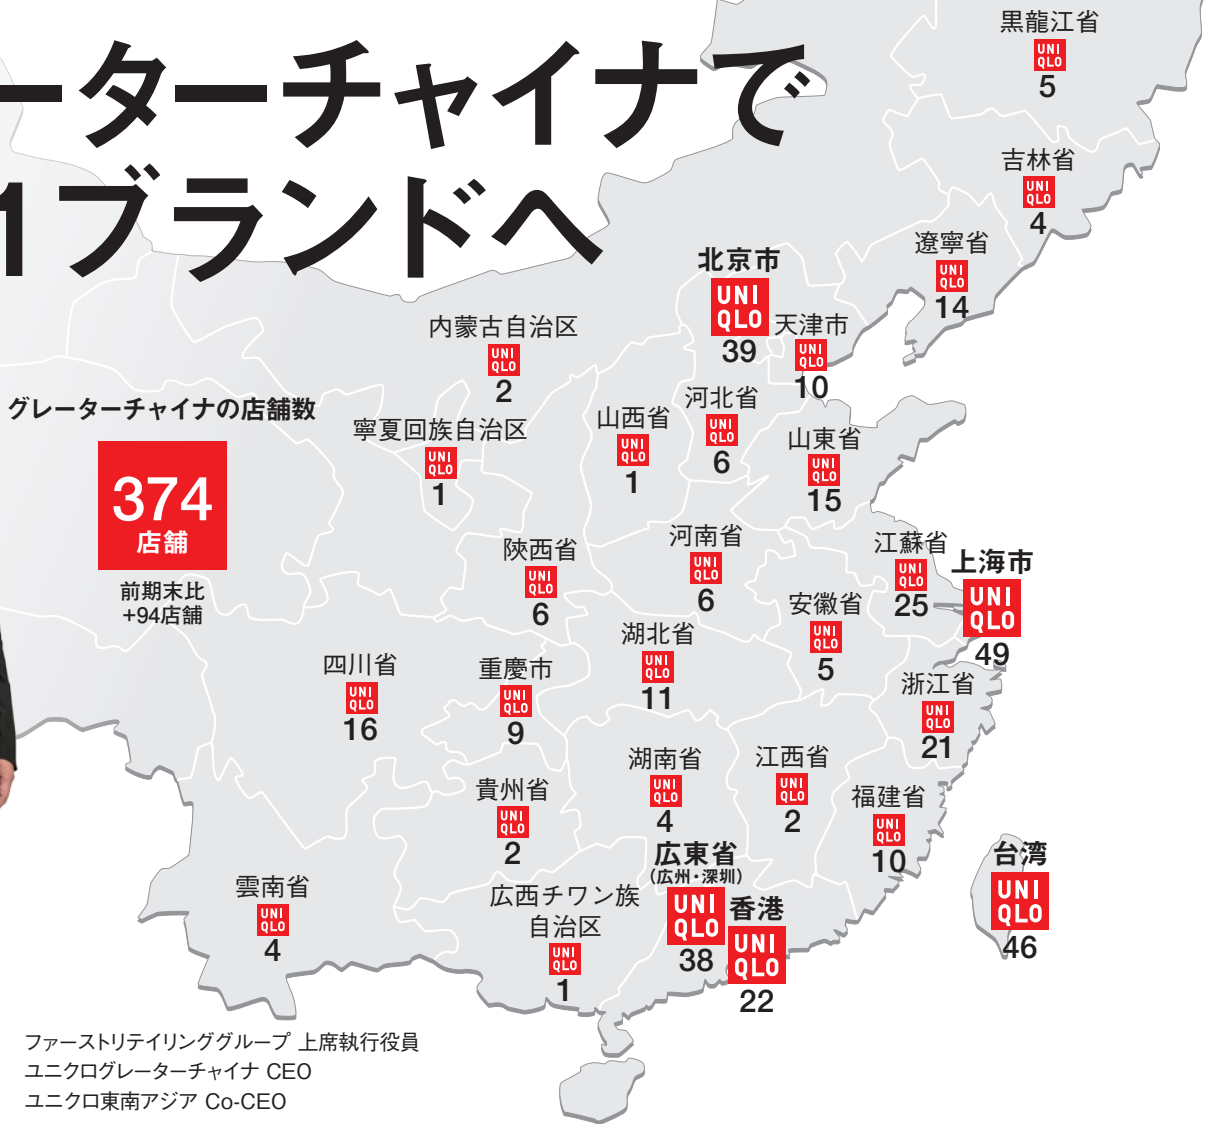 ーターチャイナで
1ブランドへ
グレーターチャイナの店舗数
374
店舗
前期末比
+94店舗
黒龍江省
UNI
QLO
5
吉林省
UNI
QLO
4
遼寧省
UNI
QLO
14
北京市
UNI
QLO
39
天津市
UNI
QLO
10
内蒙古自治区
UNI
QLO
2
河北省
UNI
QLO
6
山西省
UNI
QLO
1
寧夏回族自治区
UNI
QLO
1
山東省
UNI
QLO
15
陝西省
UNI
QLO
6
河南省
UNI
QLO
6
江蘇省
UNI
QLO
25
上海市
UNI
QLO
49
安徽省
UNI
QLO
5
湖北省
UNI
QLO
11
四川省
UNI
QLO
16
重慶市
UNI
QLO
9
浙江省
UNI
QLO
21
湖南省
UNI
QLO
4
江西省
UNI
QLO
2
貴州省
UNI
QLO
2
福建省
UNI
QLO
10
広東省
(広州・深圳)
UNI
QLO
38
香港
UNI
QLO
22
台湾
UNI
QLO
46
雲南省
UNI
QLO
4
広西チワン族
自治区
UNI
QLO
1
ファーストリテイリンググループ 上席執行役員
ユニクログレーターチャイナ CEO
ユニクロ東南アジア Co-CEO